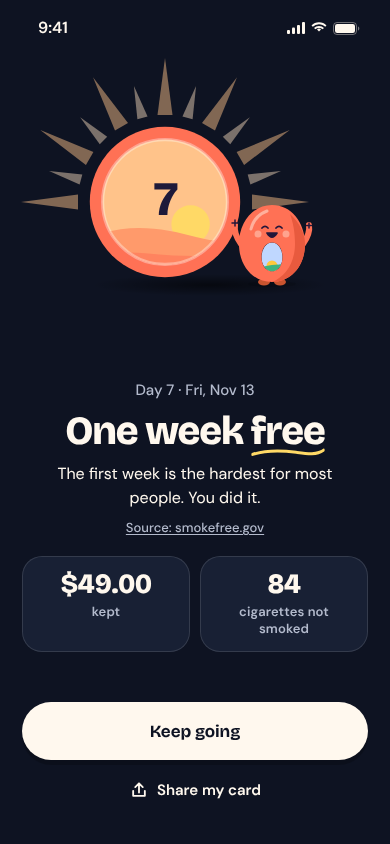 9:41
7
Day 7 · Fri, Nov 13
One week free
The first week is the hardest for most
people. You did it.
Source: smokefree.gov
$49.00
kept
84
cigarettes not
smoked
Keep going
Share my card